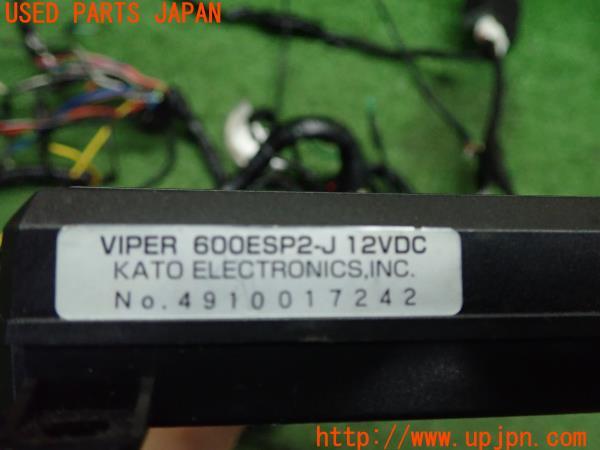 USED PARTS JAPAN
VIPER 600ESP2-J 12VDC
KATO ELECTRONICS,INC.
No.4910017242
http://www.upjpn.com